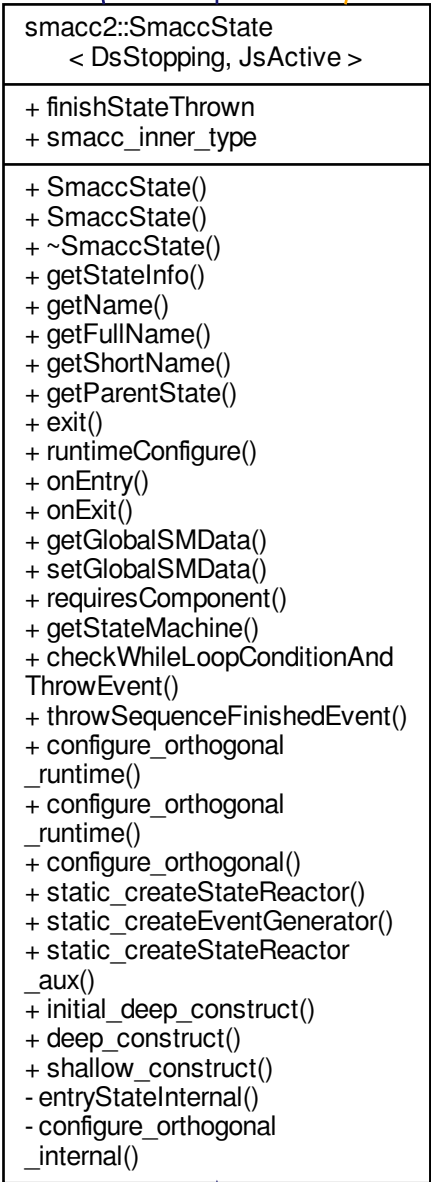 smacc2::SmaccState
< DsStopping, JsActive >
+ finishStateThrown
+ smacc_inner_type
+ SmaccState()
+ SmaccState()
+ ~SmaccState()
+ getStateInfo()
+ getName()
+ getFullName()
+ getShortName()
+ getParentState()
+ exit()
+ runtimeConfigure()
+ onEntry()
+ onExit()
+ getGlobalSMData()
+ setGlobalSMData()
+ requiresComponent()
+ getStateMachine()
+ checkWhileLoopConditionAnd
ThrowEvent()
+ throwSequenceFinishedEvent()
+ configure_orthogonal
_runtime()
+ configure_orthogonal
_runtime()
+ configure_orthogonal()
+ static_createStateReactor()
+ static_createEventGenerator()
+ static_createStateReactor
_aux()
+ initial_deep_construct()
+ deep_construct()
+ shallow_construct()
- entryStateInternal()
- configure_orthogonal
_internal()